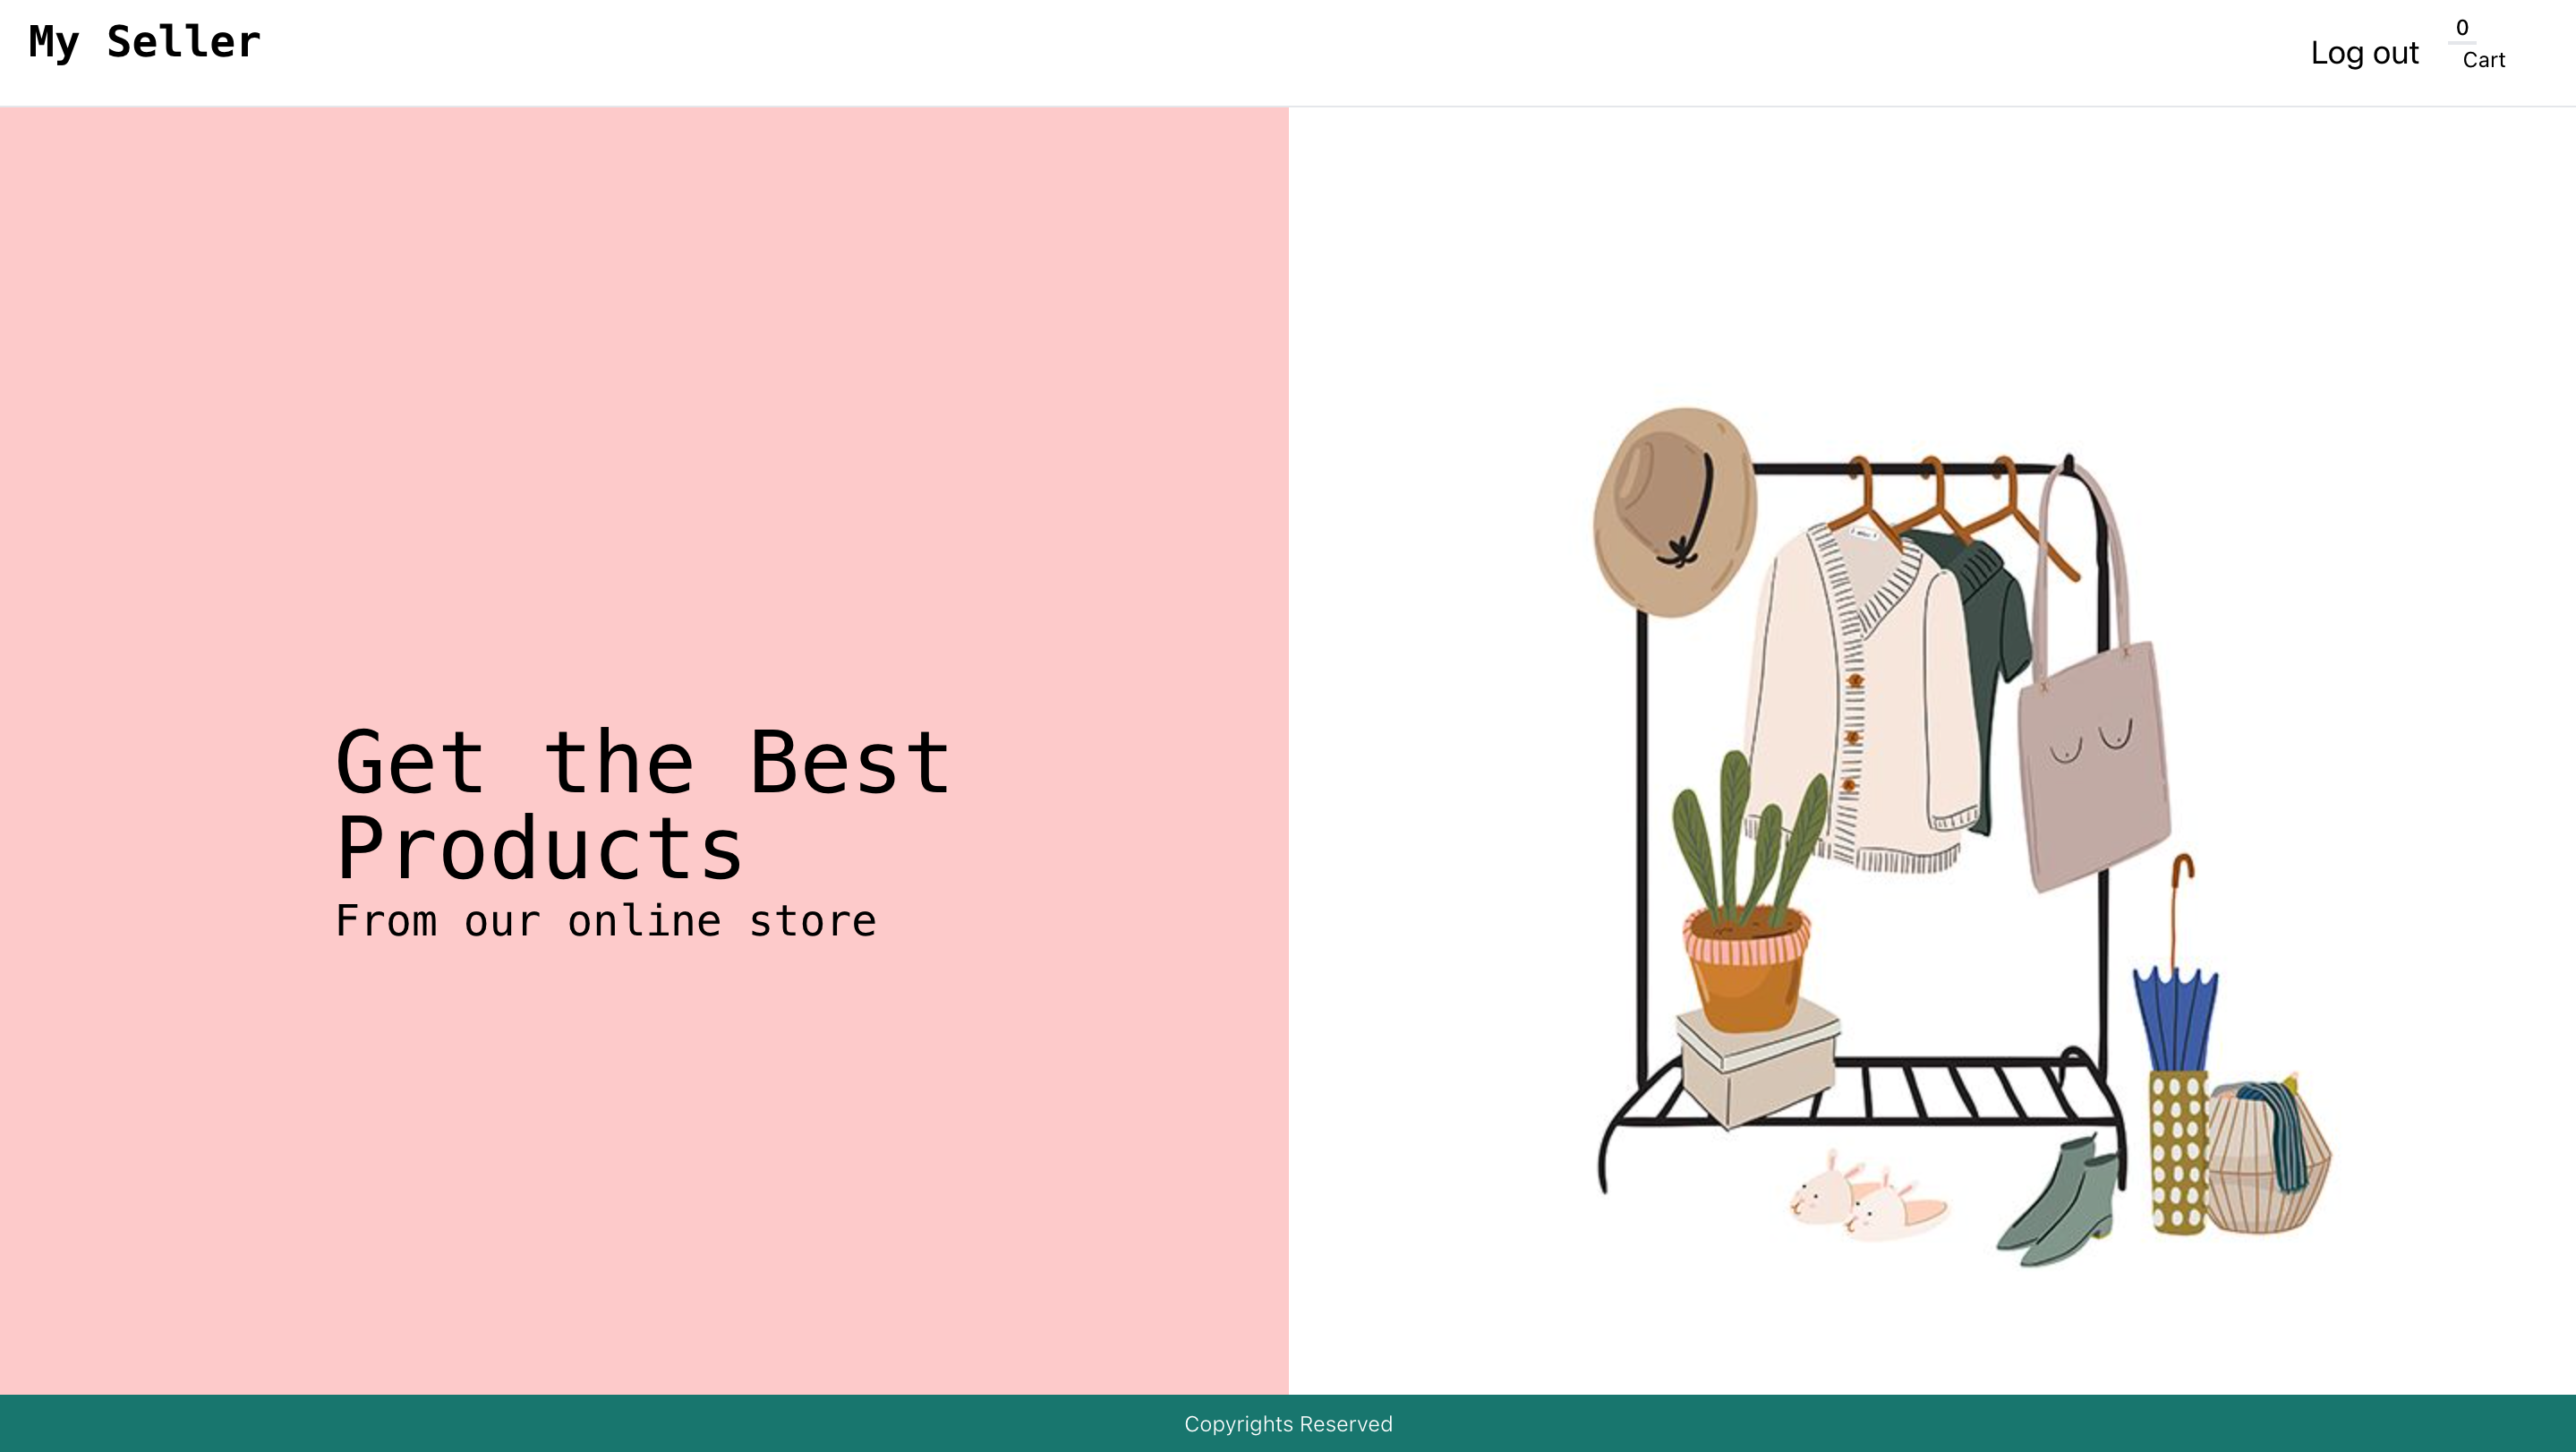 My Seller
Log out
0
Cart
Get the Best
Products
From our online store
Copyrights Reserved